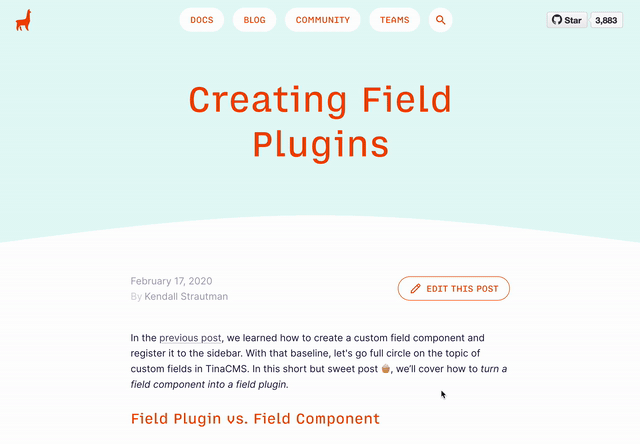 DOCS BLOG COMMUNITY TEAMS Star 3,883
Creating Field
Plugins
February 17, 2020
By Kendall Strautman
EDIT THIS POST
In the previous post, we learned how to create a custom field component and
register it to the sidebar. With that baseline, let's go full circle on the topic of
custom fields in TinaCMS. In this short but sweet post 🧁, we'll cover how to turn
a field component into a field plugin.
Field Plugin vs. Field Component